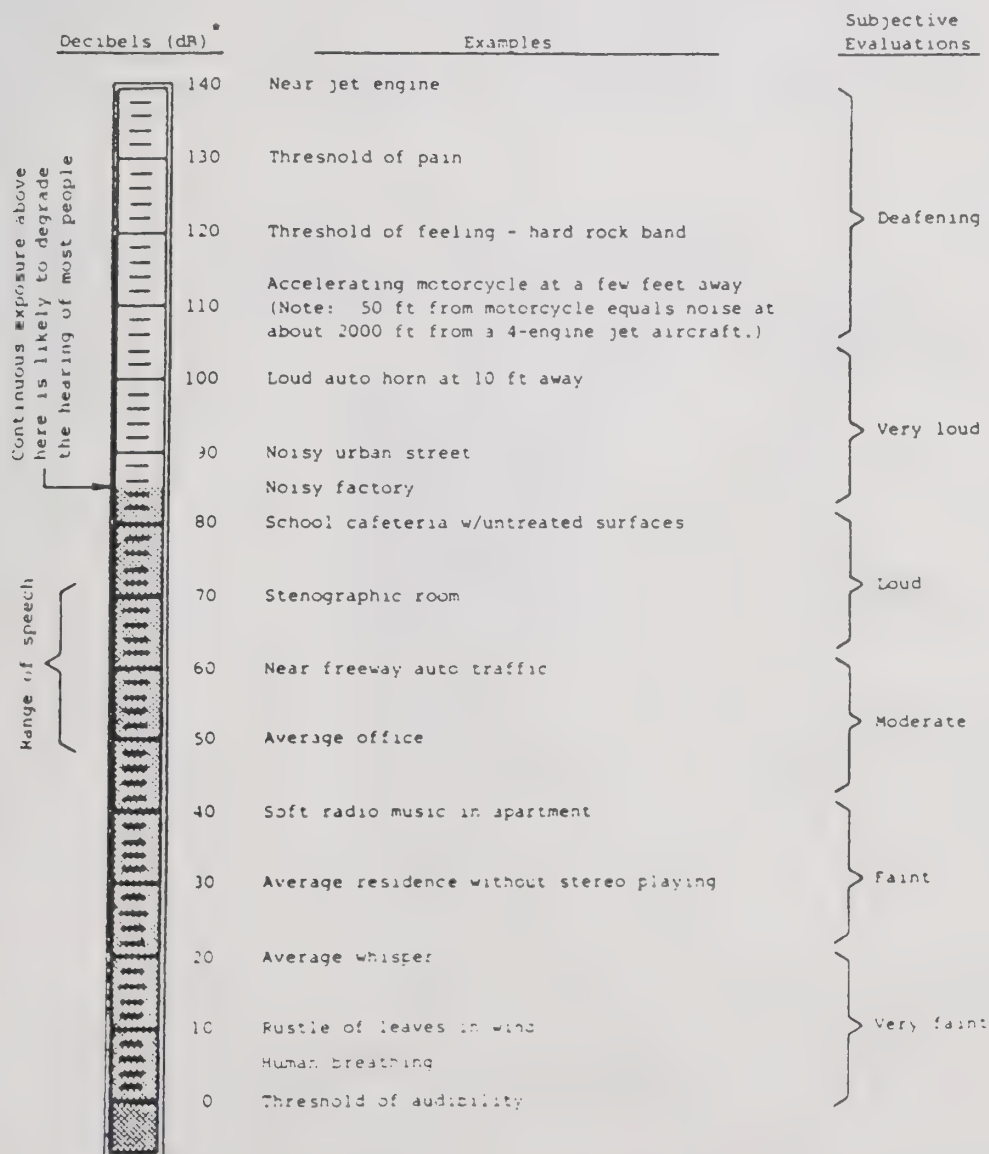 Decibels (dB)* Examples Subjective Evaluations
140 Near jet engine
130 Threshold of pain
Deafening
120 Threshold of feeling - hard rock band
Accelerating motorcycle at a few feet away
110 (Note: 50 ft from motorcycle equals noise at
about 2000 ft from a 4-engine jet aircraft.)
100 Loud auto horn at 10 ft away
Very loud
90 Noisy urban street
Noisy factory
80 School cafeteria w/untreated surfaces
Loud
70 Stenographic room
60 Near freeway auto traffic
Moderate
50 Average office
40 Soft radio music in apartment
30 Average residence without stereo playing
Faint
20 Average whisper
10 Rustle of leaves in wind
Very faint
Human breathing
0 Threshold of audibility
Continuous exposure above
here is likely to degrade
the hearing of most people
Range of speech